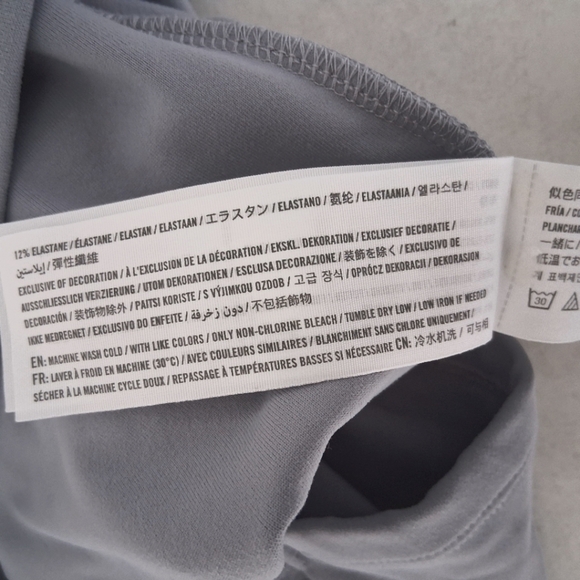 12% ELASTANE / ÉLASTANE / ELASTAN / ELASTAAN / エラスタン / ELASTANO / 氨纶 / ELASTAANIA / 엘라스탄 /
إيلاستين / 彈性纖維
EXCLUSIVE OF DECORATION / À L'EXCLUSION DE LA DÉCORATION / EKSKL. DEKORATION / EXCLUSIEF DECORATIE /
AUSSCHLIESSLICH VERZIERUNG / UTOM DEKORATIONEN / ESCLUSA DECORAZIONE / 装飾を除く / EXCLUSIVO DE
DECORACIÓN / 装饰物除外 / PAITSI KORISTE / S VÝJIMKOU OZDOB / 고급 장식 / OPRÓCZ DEKORACJI / DEKORASJON
IKKE MEDREGNET / EXCLUSIVO DO ENFEITE / دون زخرفة / 不包括飾物
EN: MACHINE WASH COLD / WITH LIKE COLORS / ONLY NON-CHLORINE BLEACH / TUMBLE DRY LOW / LOW IRON IF NEEDED
FR: LAVER À FROID EN MACHINE (30°C) / AVEC COULEURS SIMILAIRES / BLANCHIMENT SANS CHLORE UNIQUEMENT /
SÉCHER À LA MACHINE CYCLE DOUX / REPASSAGE À TEMPÉRATURES BASSES SI NÉCESSAIRE CN: 冷水机洗 / 可与相
似色同
FRÍA / C
PLANCHAR
一緒に /
低温でお
표백제만
30